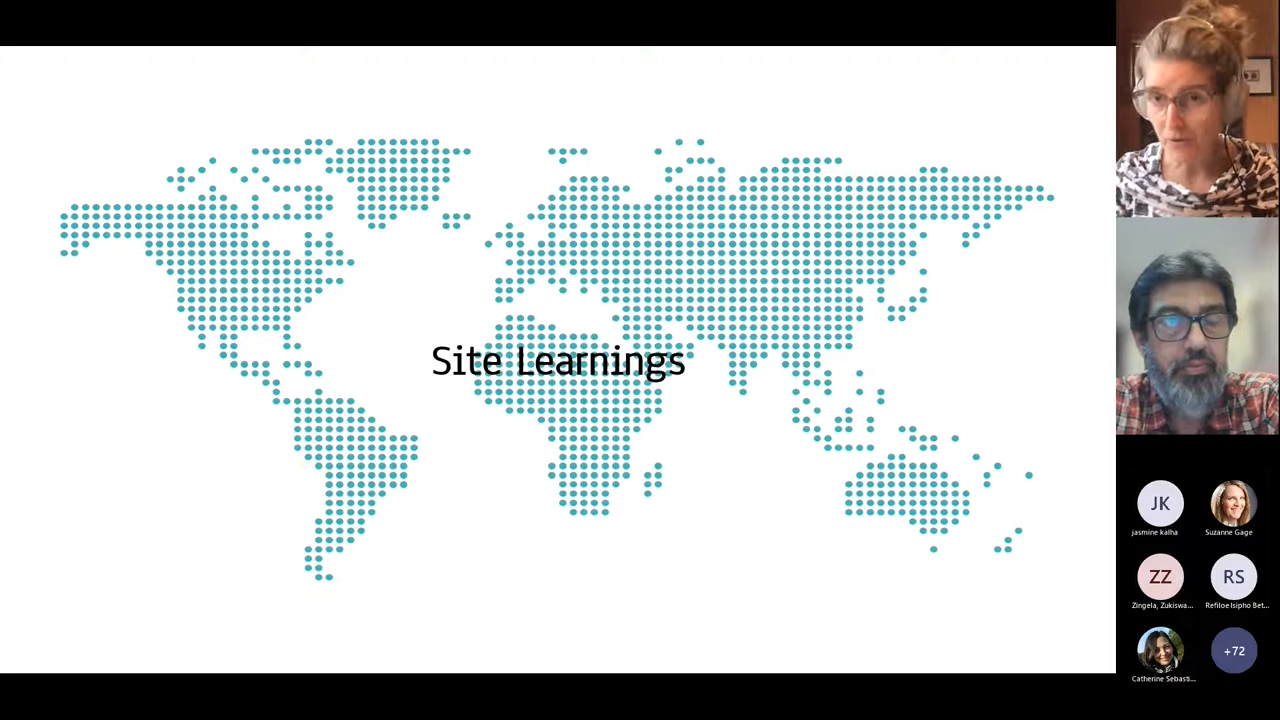 Site Learnings
JK
jasmine kalha
Suzanne Gage
ZZ
Zingela, Zukiswa...
RS
Refiloe Isipho Bet...
Catherine Sebasti...
+72